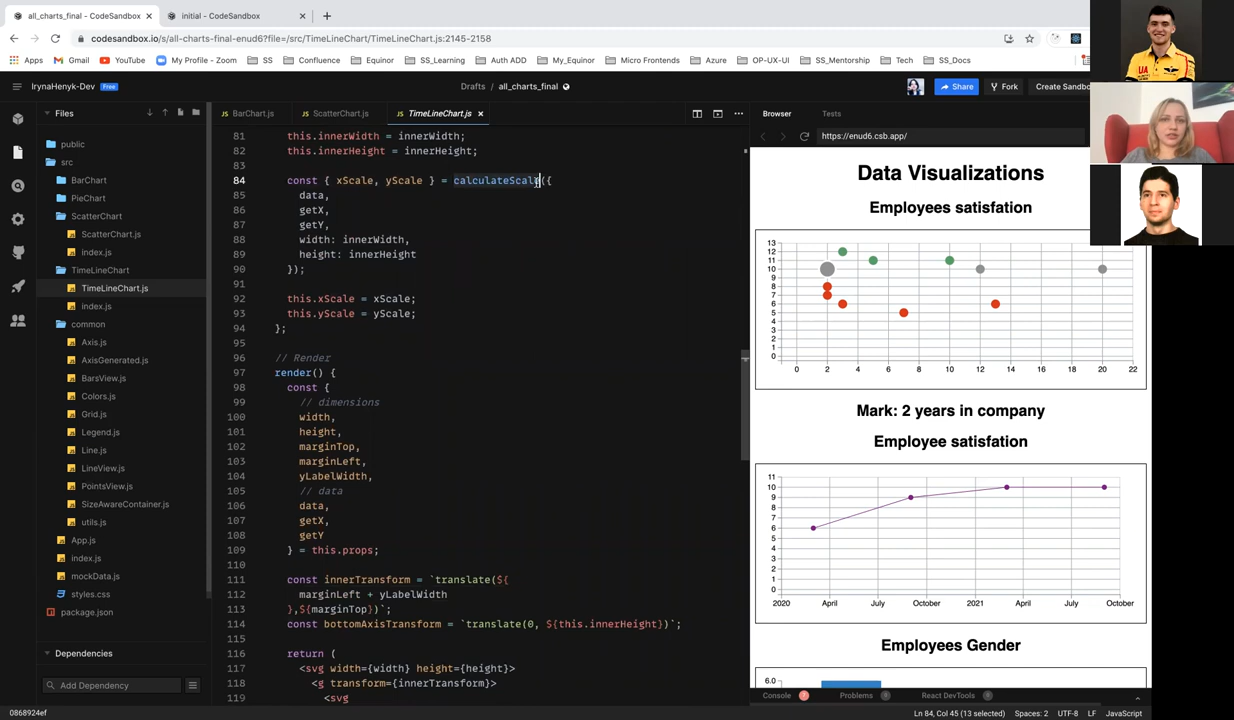 all_charts_final - CodeSandbox
initial - CodeSandbox
codesandbox.io/s/all-charts-final-enud6?file=/src/TimeLineChart/TimeLineChart.js:2145-2158
Apps
Gmail
YouTube
My Profile - Zoom
SS
Confluence
Equinor
SS_Learning
Auth ADD
My_Equinor
Micro Frontends
Azure
OP-UX-UI
SS_Mentorship
Tech
SS_Docs
IrynaHenyk-Dev
Free
Drafts / all_charts_final
Share
Fork
Create Sandbo
Files
public
src
BarChart
PieChart
ScatterChart
ScatterChart.js
index.js
TimeLineChart
TimeLineChart.js
index.js
common
Axis.js
AxisGenerated.js
BarsView.js
Colors.js
Grid.js
Legend.js
Line.js
LineView.js
PointsView.js
SizeAwareContainer.js
utils.js
App.js
index.js
mockData.js
styles.css
package.json
Dependencies
Add Dependency
0868924ef
BarChart.js
ScatterChart.js
TimeLineChart.js
81 this.innerWidth = innerWidth;
82 this.innerHeight = innerHeight;
83
84 const { xScale, yScale } = calculateScale({
85 data,
86 getX,
87 getY,
88 width: innerWidth,
89 height: innerHeight
90 });
91
92 this.xScale = xScale;
93 this.yScale = yScale;
94 };
95
96 // Render
97 render() {
98 const {
99 // dimensions
100 width,
101 height,
102 marginTop,
103 marginLeft,
104 yLabelWidth,
105 // data
106 data,
107 getX,
108 getY
109 } = this.props;
110
111 const innerTransform = `translate(${
112 marginLeft + yLabelWidth
113 },${marginTop})`;
114 const bottomAxisTransform = `translate(0, ${this.innerHeight})`;
115
116 return (
117 <svg width={width} height={height}>
118 <g transform={innerTransform}>
119 <svg
Browser
Tests
https://enud6.csb.app/
Data Visualizations
Employees satisfation
13
12
11
10
9
8
7
6
5
4
3
2
1
0
0 2 4 6 8 10 12 14 16 18 20 22
Mark: 2 years in company
Employee satisfation
11
10
9
8
7
6
5
4
3
2
1
0
2020 April July October 2021 April July October
Employees Gender
6.0
Console
Problems
React DevTools
Ln 84, Col 45 (13 selected)
Spaces: 2
UTF-8
LF
JavaScript
UA